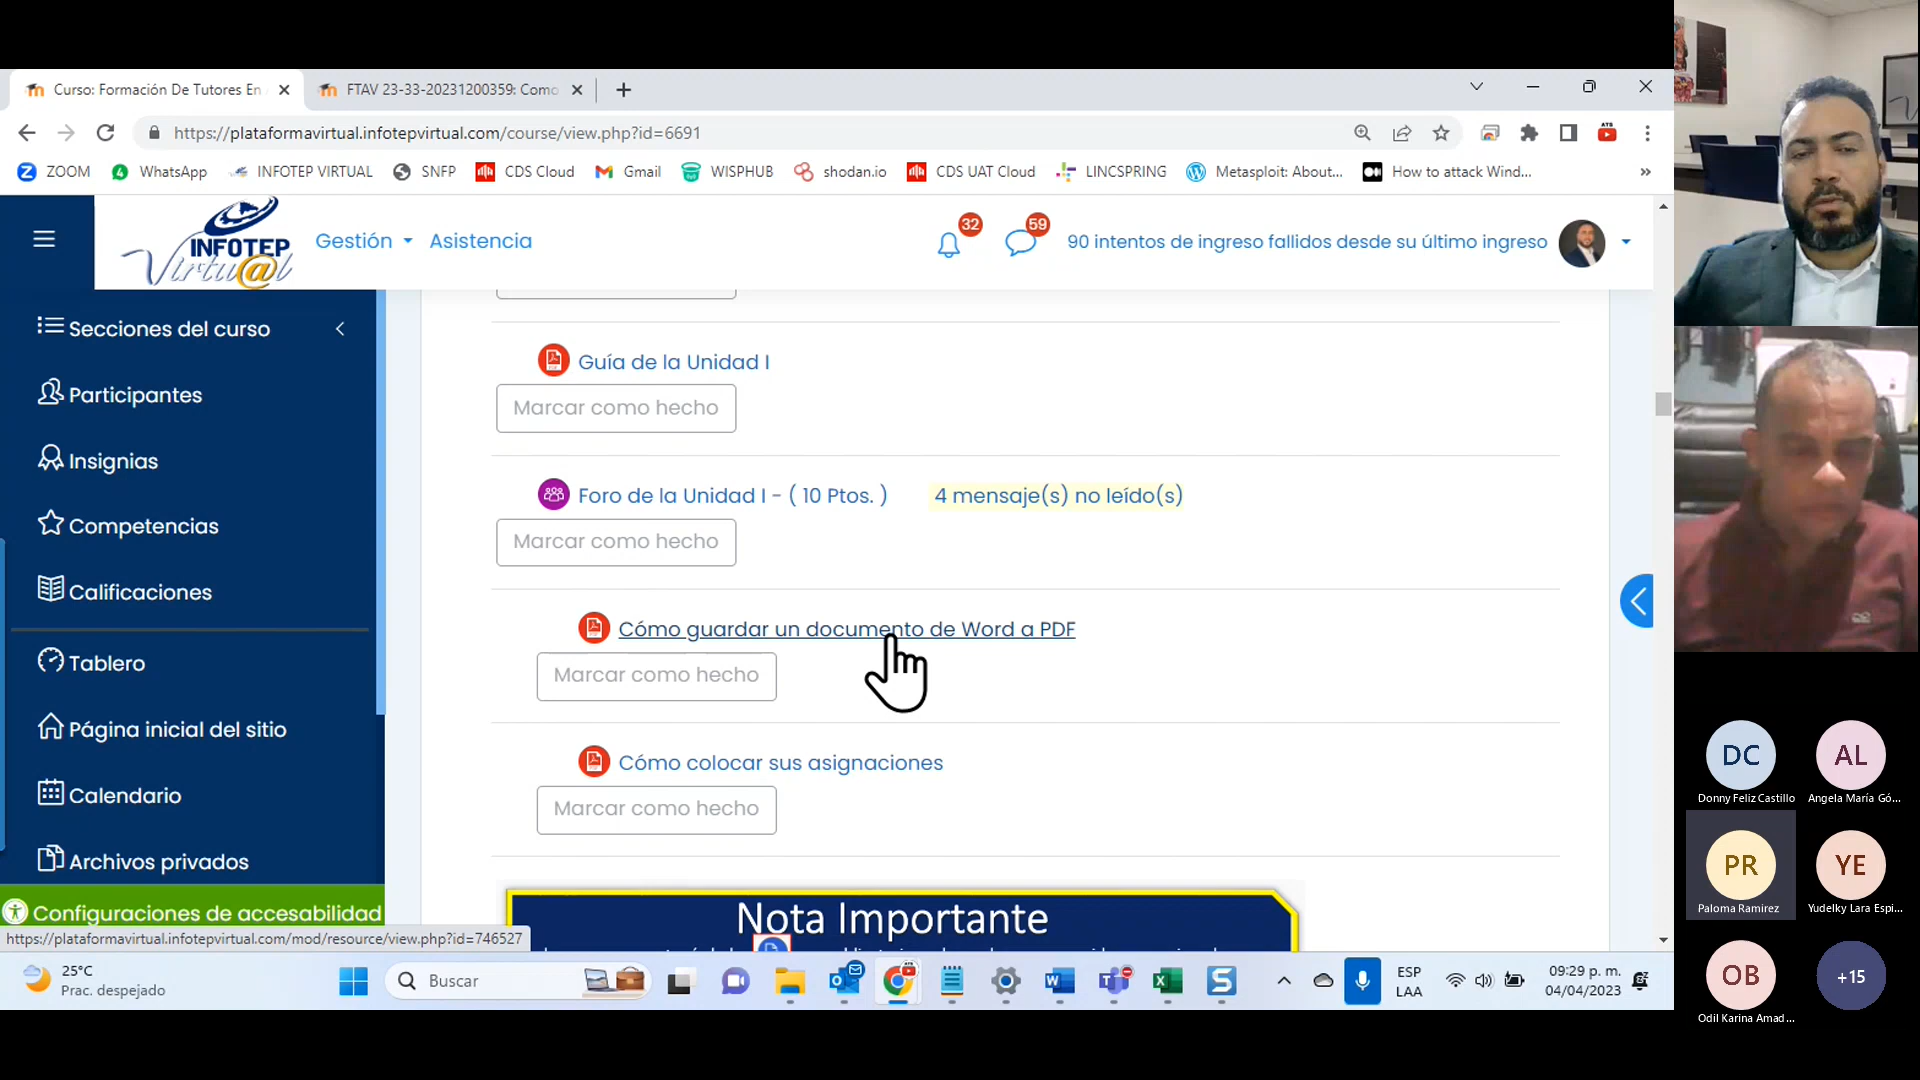 Curso: Formación De Tutores En
FTAV 23-33-20231200359: Como
https://plataformavirtual.infotepvirtual.com/course/view.php?id=6691
ZOOM
WhatsApp
INFOTEP VIRTUAL
SNFP
CDS Cloud
Gmail
WISPHUB
shodan.io
CDS UAT Cloud
LINCSPRING
Metasploit: About...
How to attack Wind...
»
INFOTEP
Virtu@l
Gestión
Asistencia
32
59
90 intentos de ingreso fallidos desde su último ingreso
Secciones del curso
Participantes
Insignias
Competencias
Calificaciones
Tablero
Página inicial del sitio
Calendario
Archivos privados
Configuraciones de accesabilidad
Guía de la Unidad I
Marcar como hecho
Foro de la Unidad I - ( 10 Ptos. )
4 mensaje(s) no leído(s)
Marcar como hecho
Cómo guardar un documento de Word a PDF
Marcar como hecho
Cómo colocar sus asignaciones
Marcar como hecho
Nota Importante
https://plataformavirtual.infotepvirtual.com/mod/resource/view.php?id=746527
25°C
Prac. despejado
Buscar
ESP
LAA
09:29 p. m.
04/04/2023
DC
Donny Feliz Castillo
AL
Angela María Gó...
PR
Paloma Ramirez
YE
Yudelky Lara Espi...
OB
Odil Karina Amad...
+15